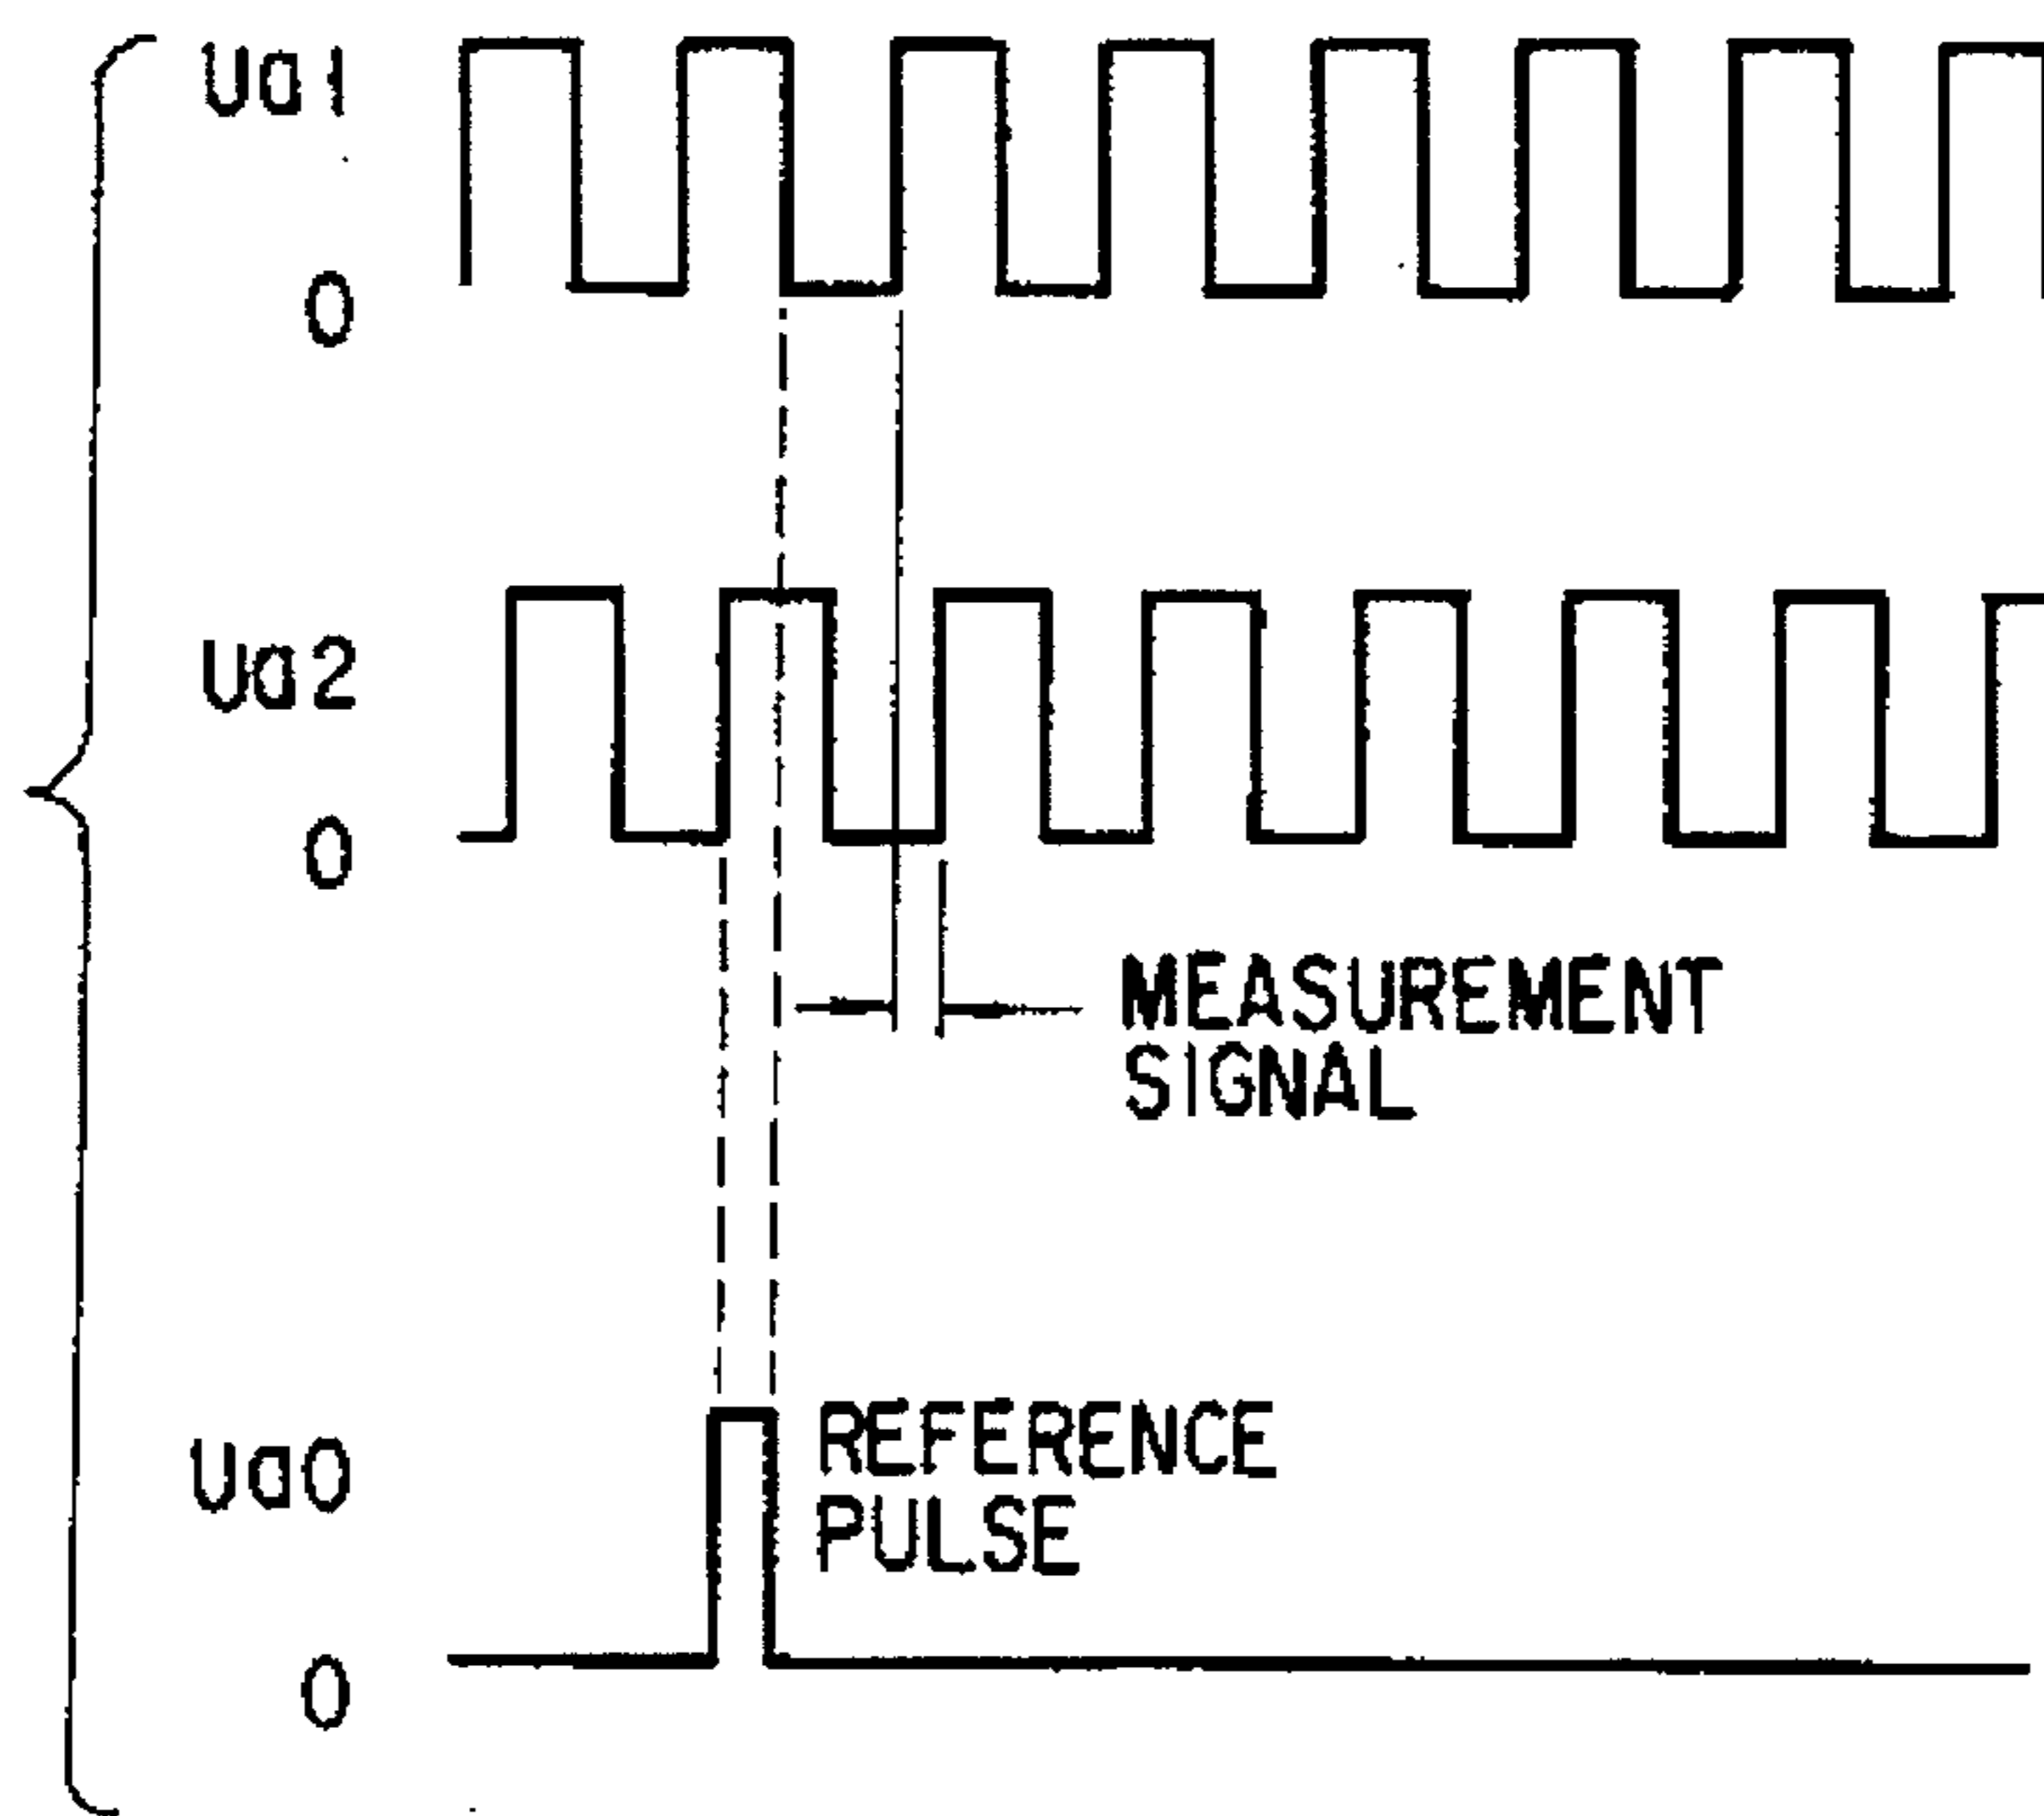 Ua1
0
Ua2
0
MEASUREMENT
SIGNAL
Ua0
REFERENCE
PULSE
0